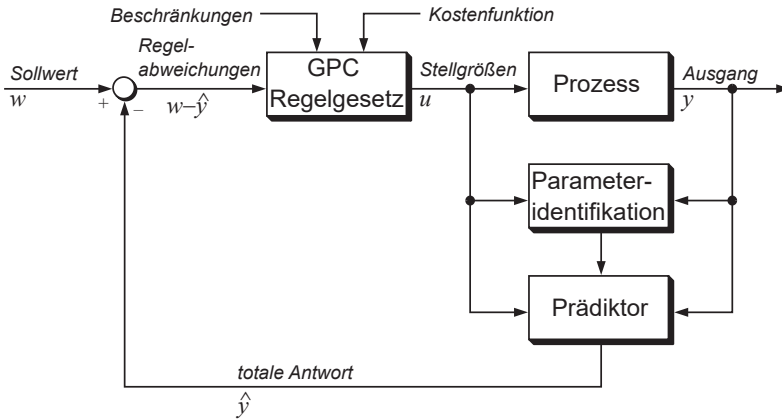 Beschränkungen
Kostenfunktion
Sollwert
w
+
−
Regel-
abweichungen
w−ŷ
GPC
Regelgesetz
Stellgrößen
u
Prozess
Ausgang
y
Parameter-
identifikation
Prädiktor
totale Antwort
ŷ